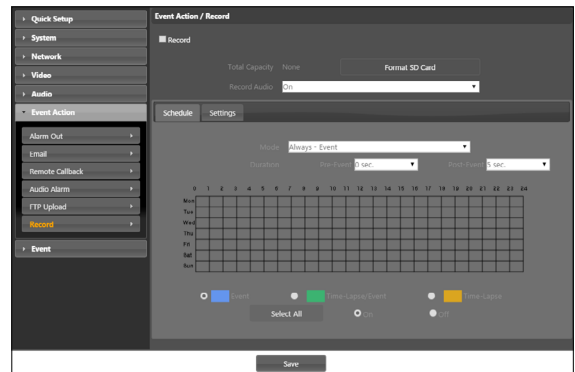 Quick Setup
System
Network
Video
Audio
Event Action
Alarm Out
Email
Remote Callback
Audio Alarm
FTP Upload
Record
Event
Event Action / Record
Record
Total Capacity None Format SD Card
Record Audio On
Schedule Settings
Mode Always - Event
Duration Pre-Event 0 sec. Post-Event 5 sec.
0 1 2 3 4 5 6 7 8 9 10 11 12 13 14 15 16 17 18 19 20 21 22 23 24
Mon
Tue
Wed
Thu
Fri
Sat
Sun
Event Time-Lapse/Event Time-Lapse
Select All On Off
Save